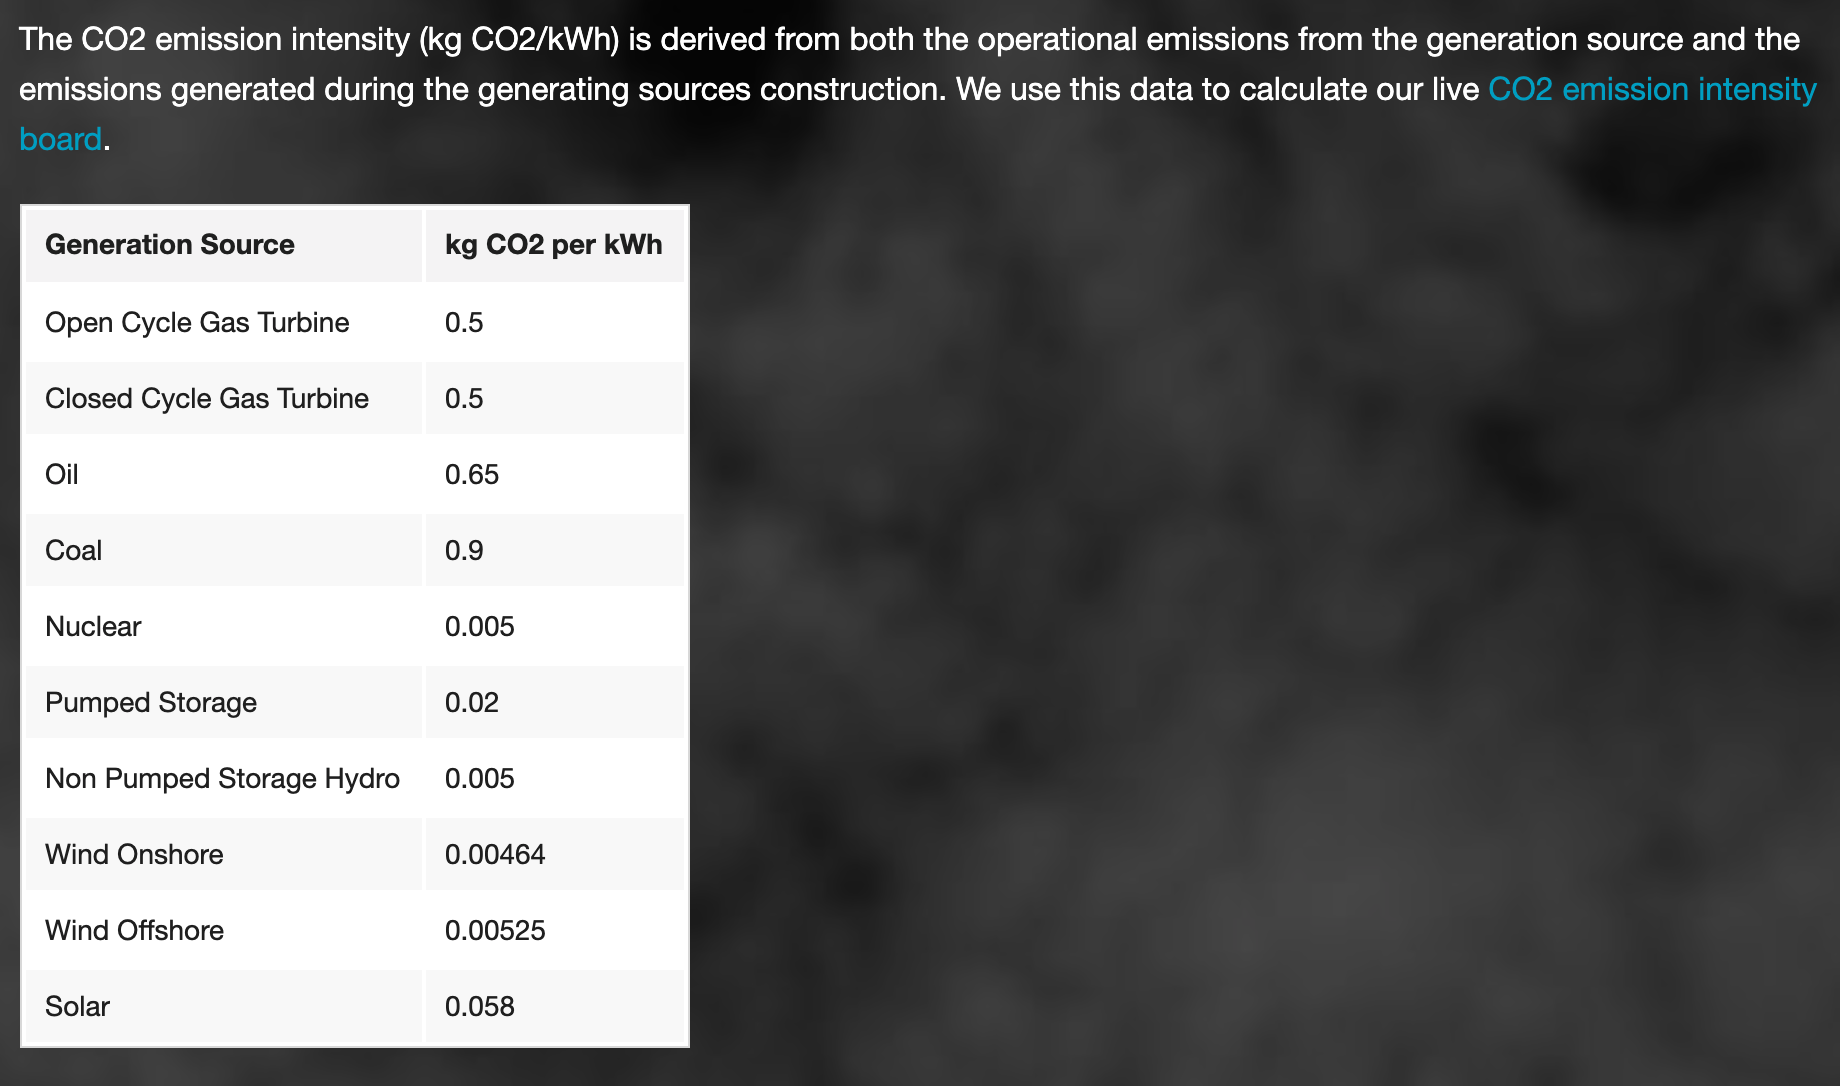 The CO2 emission intensity (kg CO2/kWh) is derived from both the operational emissions from the generation source and the
emissions generated during the generating sources construction. We use this data to calculate our live CO2 emission intensity
board.
Generation Source kg CO2 per kWh
Open Cycle Gas Turbine 0.5
Closed Cycle Gas Turbine 0.5
Oil 0.65
Coal 0.9
Nuclear 0.005
Pumped Storage 0.02
Non Pumped Storage Hydro 0.005
Wind Onshore 0.00464
Wind Offshore 0.00525
Solar 0.058